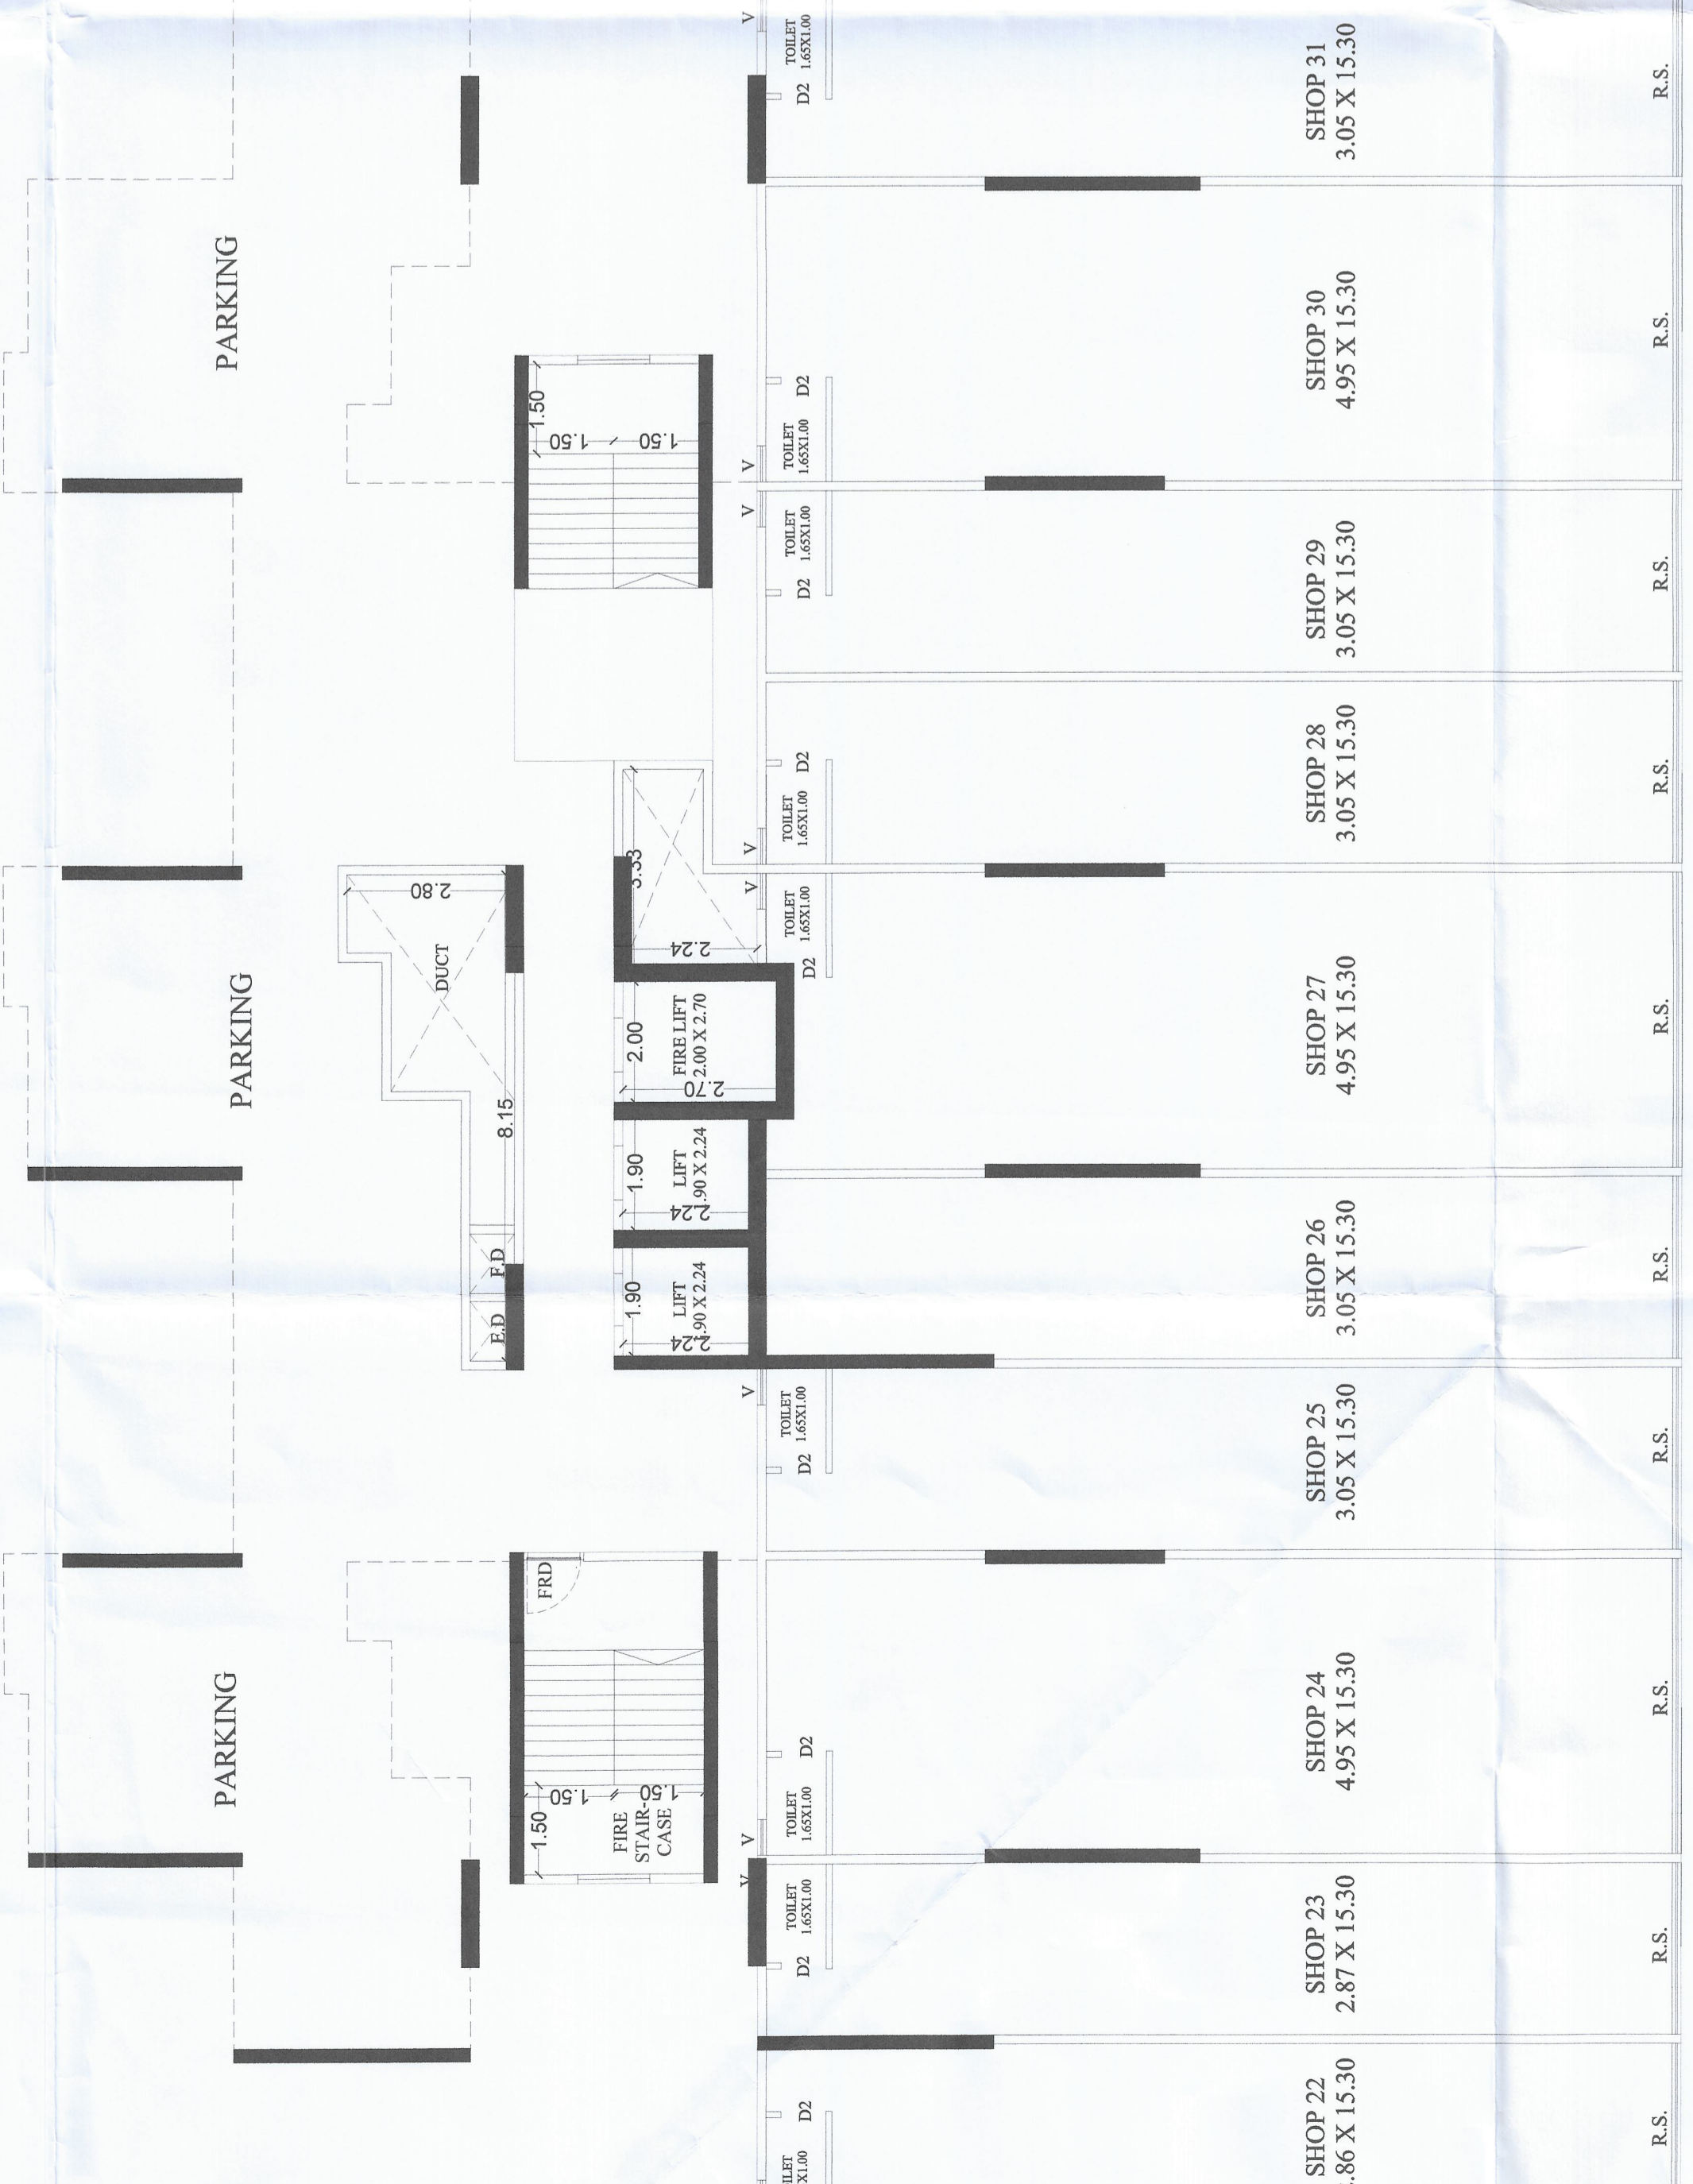 PARKING
PARKING
PARKING
DUCT
2.80
E.D
F.D
8.15
1.50
FRD
1.50
1.50
1.50
FIRE
STAIR-
CASE
1.50
1.50
1.50
1.90
LIFT
1.90 X 2.24
2.24
1.90
LIFT
1.90 X 2.24
2.24
2.00
FIRE LIFT
2.00 X 2.70
2.70
2.24
3.33
V
V
V
V
V
V
V
V
ILET
X1.00
D2
D2
TOILET
1.65X1.00
TOILET
1.65X1.00
D2
D2
TOILET
1.65X1.00
D2
TOILET
1.65X1.00
TOILET
1.65X1.00
D2
D2
TOILET
1.65X1.00
TOILET
1.65X1.00
D2
D2
TOILET
1.65X1.00
SHOP 22
.86 X 15.30
SHOP 23
2.87 X 15.30
SHOP 24
4.95 X 15.30
SHOP 25
3.05 X 15.30
SHOP 26
3.05 X 15.30
SHOP 27
4.95 X 15.30
SHOP 28
3.05 X 15.30
SHOP 29
3.05 X 15.30
SHOP 30
4.95 X 15.30
SHOP 31
3.05 X 15.30
R.S.
R.S.
R.S.
R.S.
R.S.
R.S.
R.S.
R.S.
R.S.
R.S.